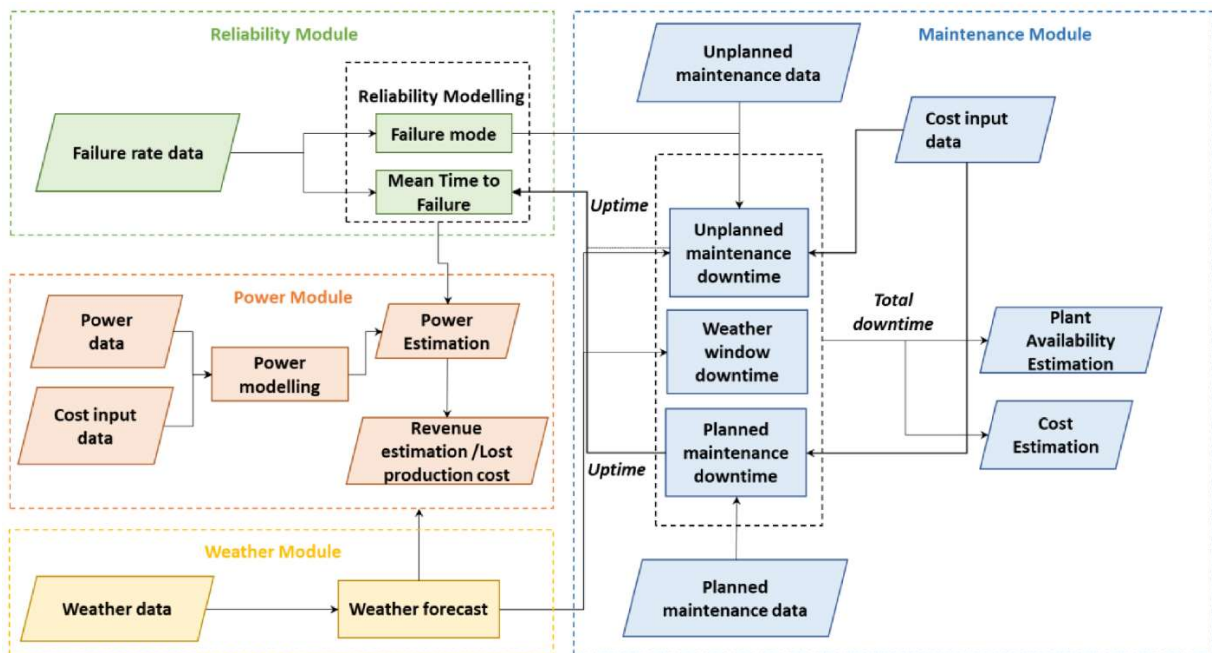 Reliability Module
Reliability Modelling
Failure rate data
Failure mode
Mean Time to
Failure
Power Module
Power
data
Cost input
data
Power
modelling
Power
Estimation
Revenue
estimation /Lost
production cost
Weather Module
Weather data
Weather forecast
Maintenance Module
Unplanned
maintenance data
Cost input
data
Uptime
Unplanned
maintenance
downtime
Weather
window
downtime
Total
downtime
Plant
Availability
Estimation
Cost
Estimation
Uptime
Planned
maintenance
downtime
Planned
maintenance data